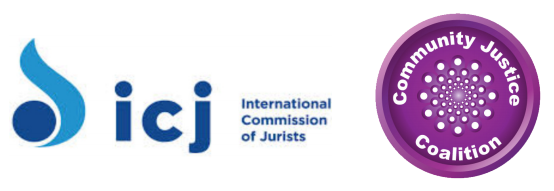 icj
International
Commission
of Jurists
Community Justice
Coalition